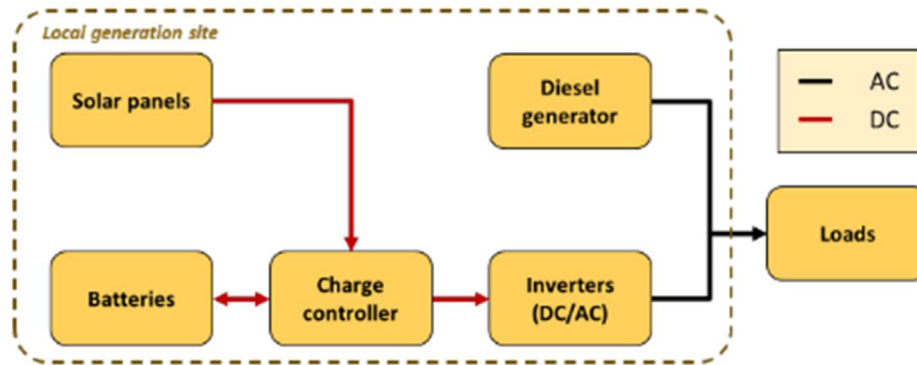 Local generation site
Solar panels
Diesel
generator
AC
DC
Loads
Batteries
Charge
controller
Inverters
(DC/AC)